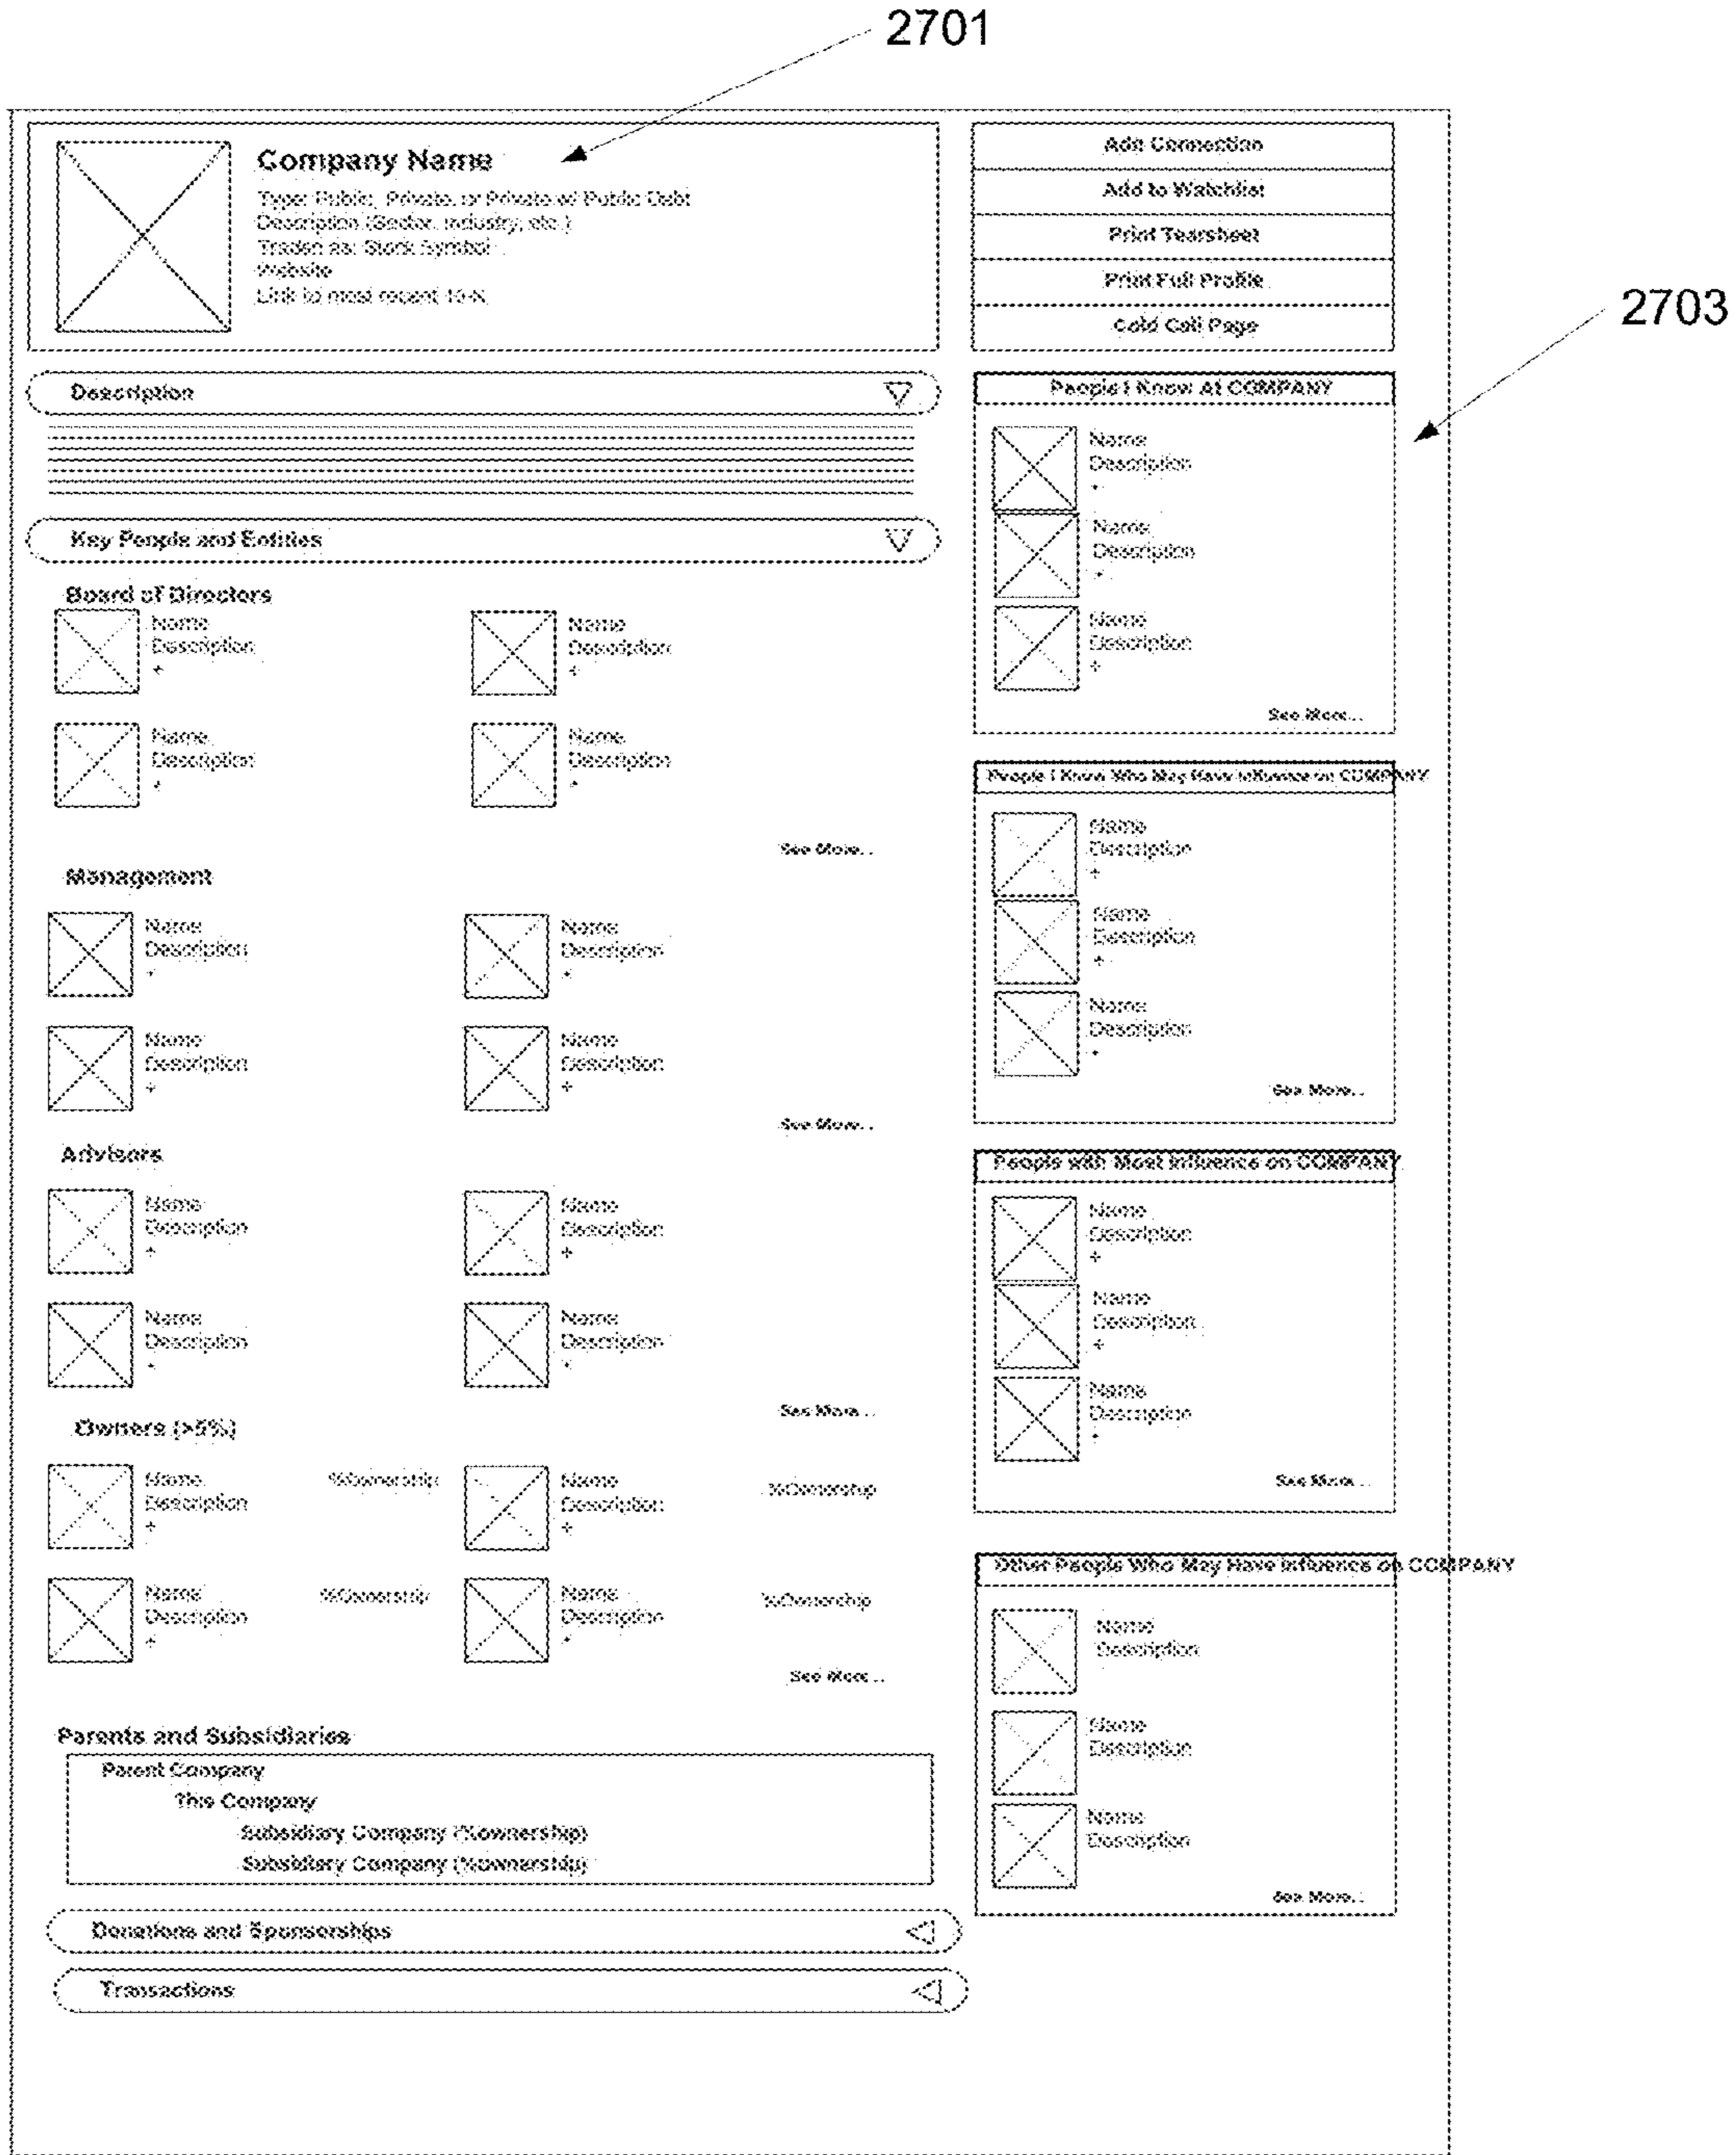 2701
Company Name
Type: Public, Private, or Private w/ Public Debt
Description (Sector, industry, etc.)
Traded as: Stock Symbol
Website
Link to most recent 10-K
Description
Key People and Entities
Board of Directors
Name
Description
+
Name
Description
+
Name
Description
+
Name
Description
+
See More...
Management
Name
Description
+
Name
Description
+
Name
Description
+
Name
Description
+
See More...
Advisors
Name
Description
+
Name
Description
+
Name
Description
+
Name
Description
+
See More...
Owners (>5%)
Name
Description
+
%Ownership
Name
Description
+
%Ownership
Name
Description
+
%Ownership
Name
Description
+
%Ownership
See More...
Parents and Subsidiaries
Parent Company
This Company
Subsidiary Company (%ownership)
Subsidiary Company (%ownership)
Donations and Sponsorships
Transactions
Add Connection
Add to Watchlist
Print Tearsheet
Print Full Profile
Cold Call Page
2703
People I Know At COMPANY
Name
Description
+
Name
Description
+
Name
Description
+
See More...
People I Know Who May Have Influence on COMPANY
Name
Description
+
Name
Description
+
Name
Description
+
See More...
People with Most Influence on COMPANY
Name
Description
+
Name
Description
+
Name
Description
+
See More...
Other People Who May Have Influence on COMPANY
Name
Description
Name
Description
Name
Description
See More...